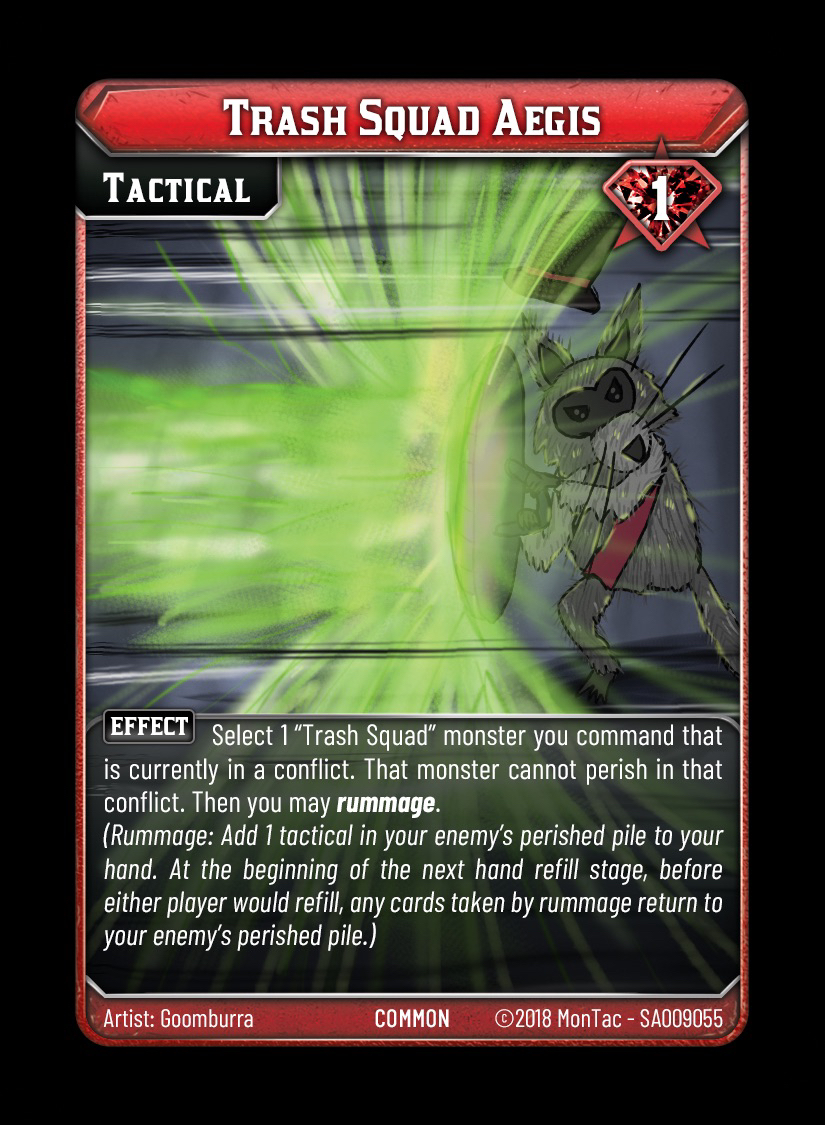 Trash Squad Aegis
Tactical
1
EFFECT Select 1 "Trash Squad" monster you command that
is currently in a conflict. That monster cannot perish in that
conflict. Then you may rummage.
(Rummage: Add 1 tactical in your enemy's perished pile to your
hand. At the beginning of the next hand refill stage, before
either player would refill, any cards taken by rummage return to
your enemy's perished pile.)
Artist: Goomburra COMMON ©2018 MonTac - SA009055